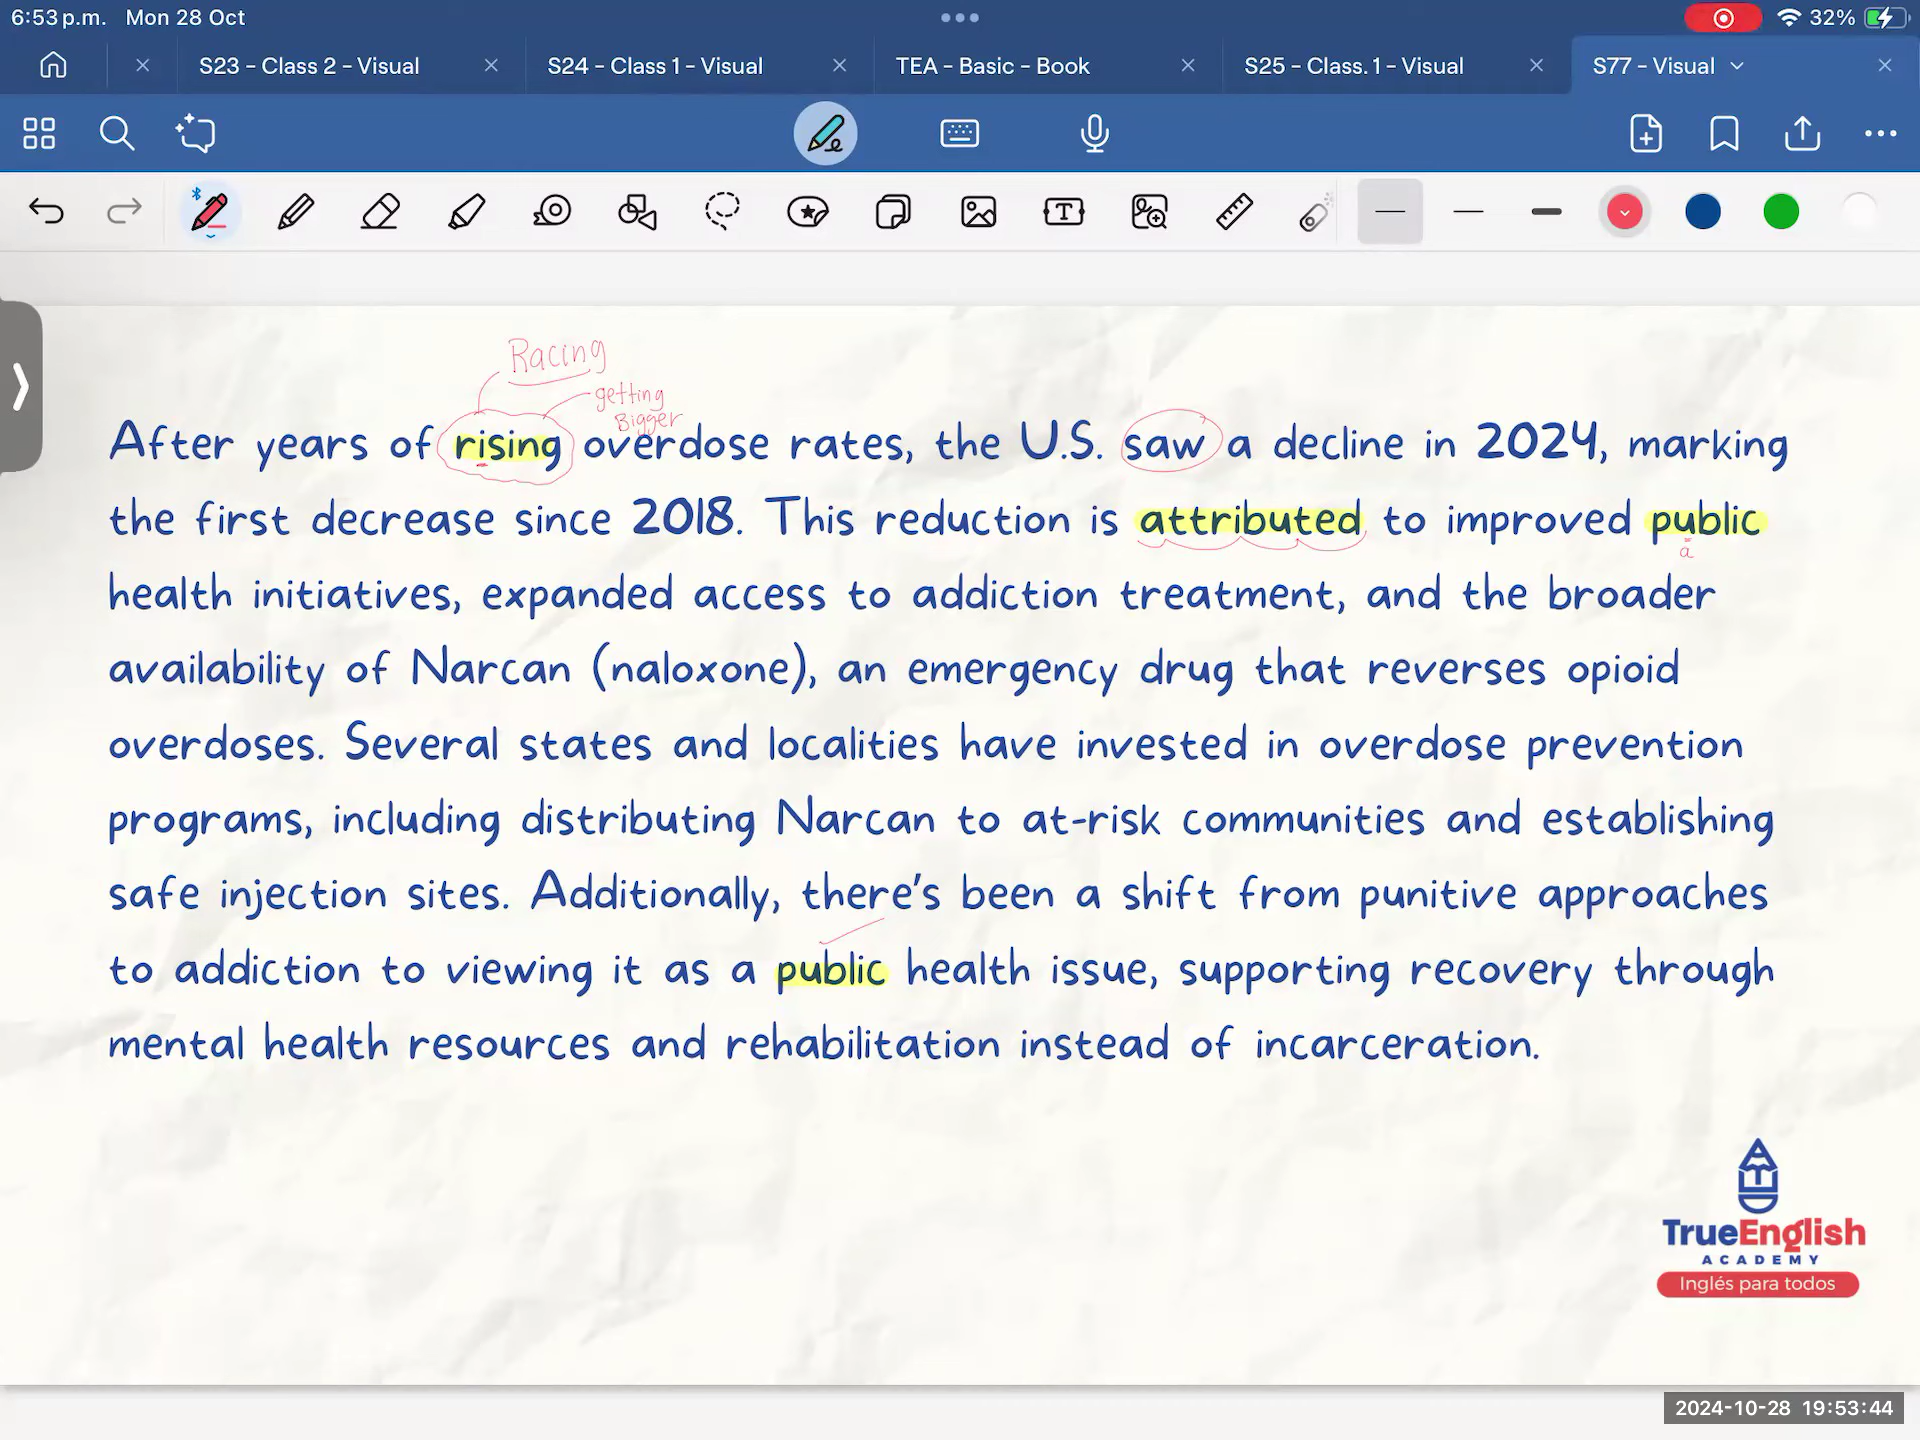 6:53 p.m. Mon 28 Oct
32%
S23 - Class 2 - Visual
S24 - Class 1 - Visual
TEA - Basic - Book
S25 - Class. 1 - Visual
S77 - Visual
Racing
getting
Bigger
After years of rising overdose rates, the U.S. saw a decline in 2024, marking
the first decrease since 2018. This reduction is attributed to improved public
a
health initiatives, expanded access to addiction treatment, and the broader
availability of Narcan (naloxone), an emergency drug that reverses opioid
overdoses. Several states and localities have invested in overdose prevention
programs, including distributing Narcan to at-risk communities and establishing
safe injection sites. Additionally, there's been a shift from punitive approaches
to addiction to viewing it as a public health issue, supporting recovery through
mental health resources and rehabilitation instead of incarceration.
TrueEnglish
ACADEMY
Inglés para todos
2024-10-28 19:53:44